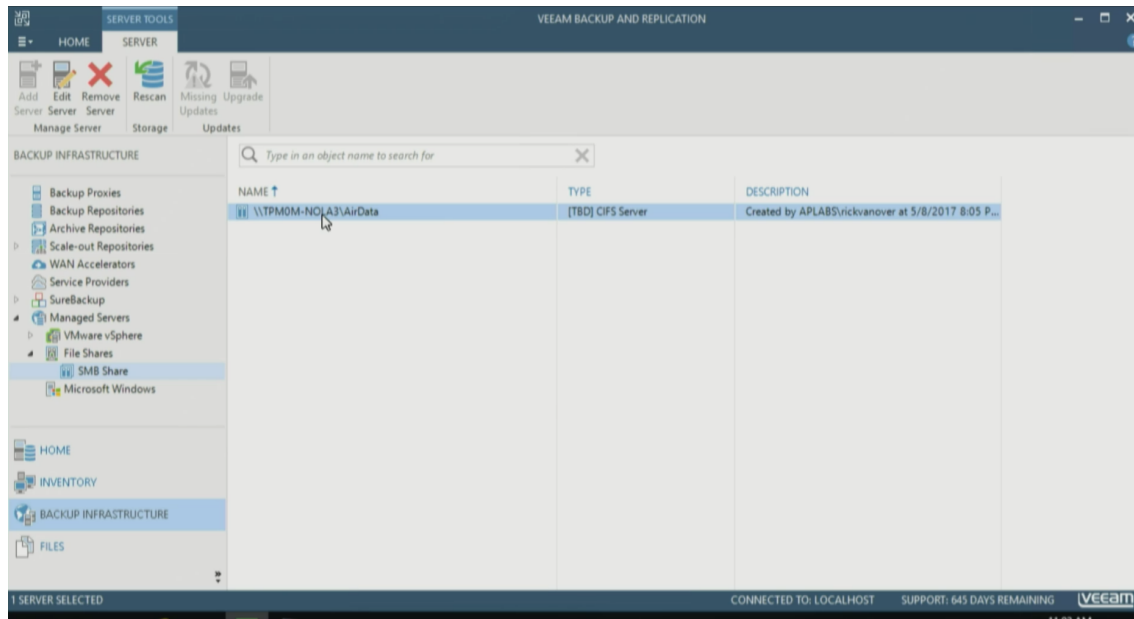 SERVER TOOLS
VEEAM BACKUP AND REPLICATION
HOME
SERVER
Add Server
Edit Server
Remove Server
Rescan
Missing Updates
Upgrade
Manage Server
Storage
Updates
BACKUP INFRASTRUCTURE
Type in an object name to search for
Backup Proxies
Backup Repositories
Archive Repositories
Scale-out Repositories
WAN Accelerators
Service Providers
SureBackup
Managed Servers
VMware vSphere
File Shares
SMB Share
Microsoft Windows
NAME
TYPE
DESCRIPTION
\\TPM0M-NOLA3\AirData
[TBD] CIFS Server
Created by APLABS\rickvanover at 5/8/2017 8:05 P...
HOME
INVENTORY
BACKUP INFRASTRUCTURE
FILES
1 SERVER SELECTED
CONNECTED TO: LOCALHOST
SUPPORT: 645 DAYS REMAINING
veeam